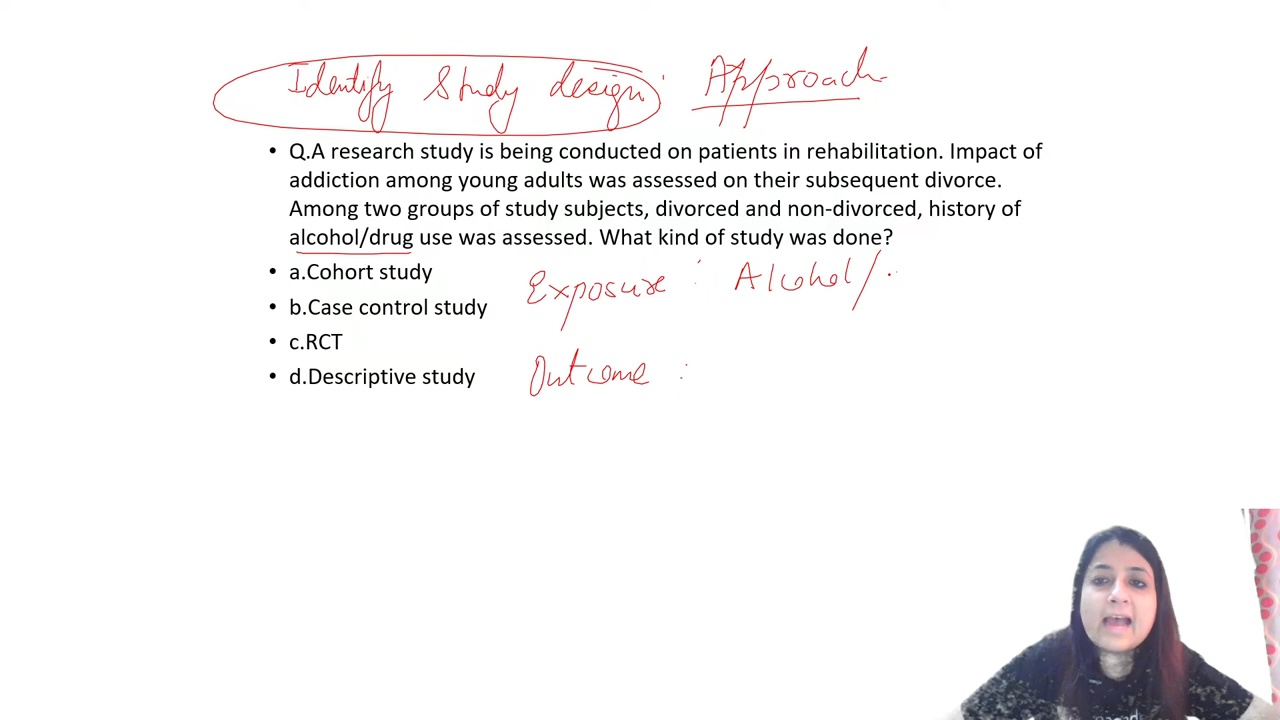 Identify Study design : Approach
• Q.A research study is being conducted on patients in rehabilitation. Impact of
addiction among young adults was assessed on their subsequent divorce.
Among two groups of study subjects, divorced and non-divorced, history of
alcohol/drug use was assessed. What kind of study was done?
• a.Cohort study
• b.Case control study
• c.RCT
• d.Descriptive study
Exposure : Alcohol/
Outcome :